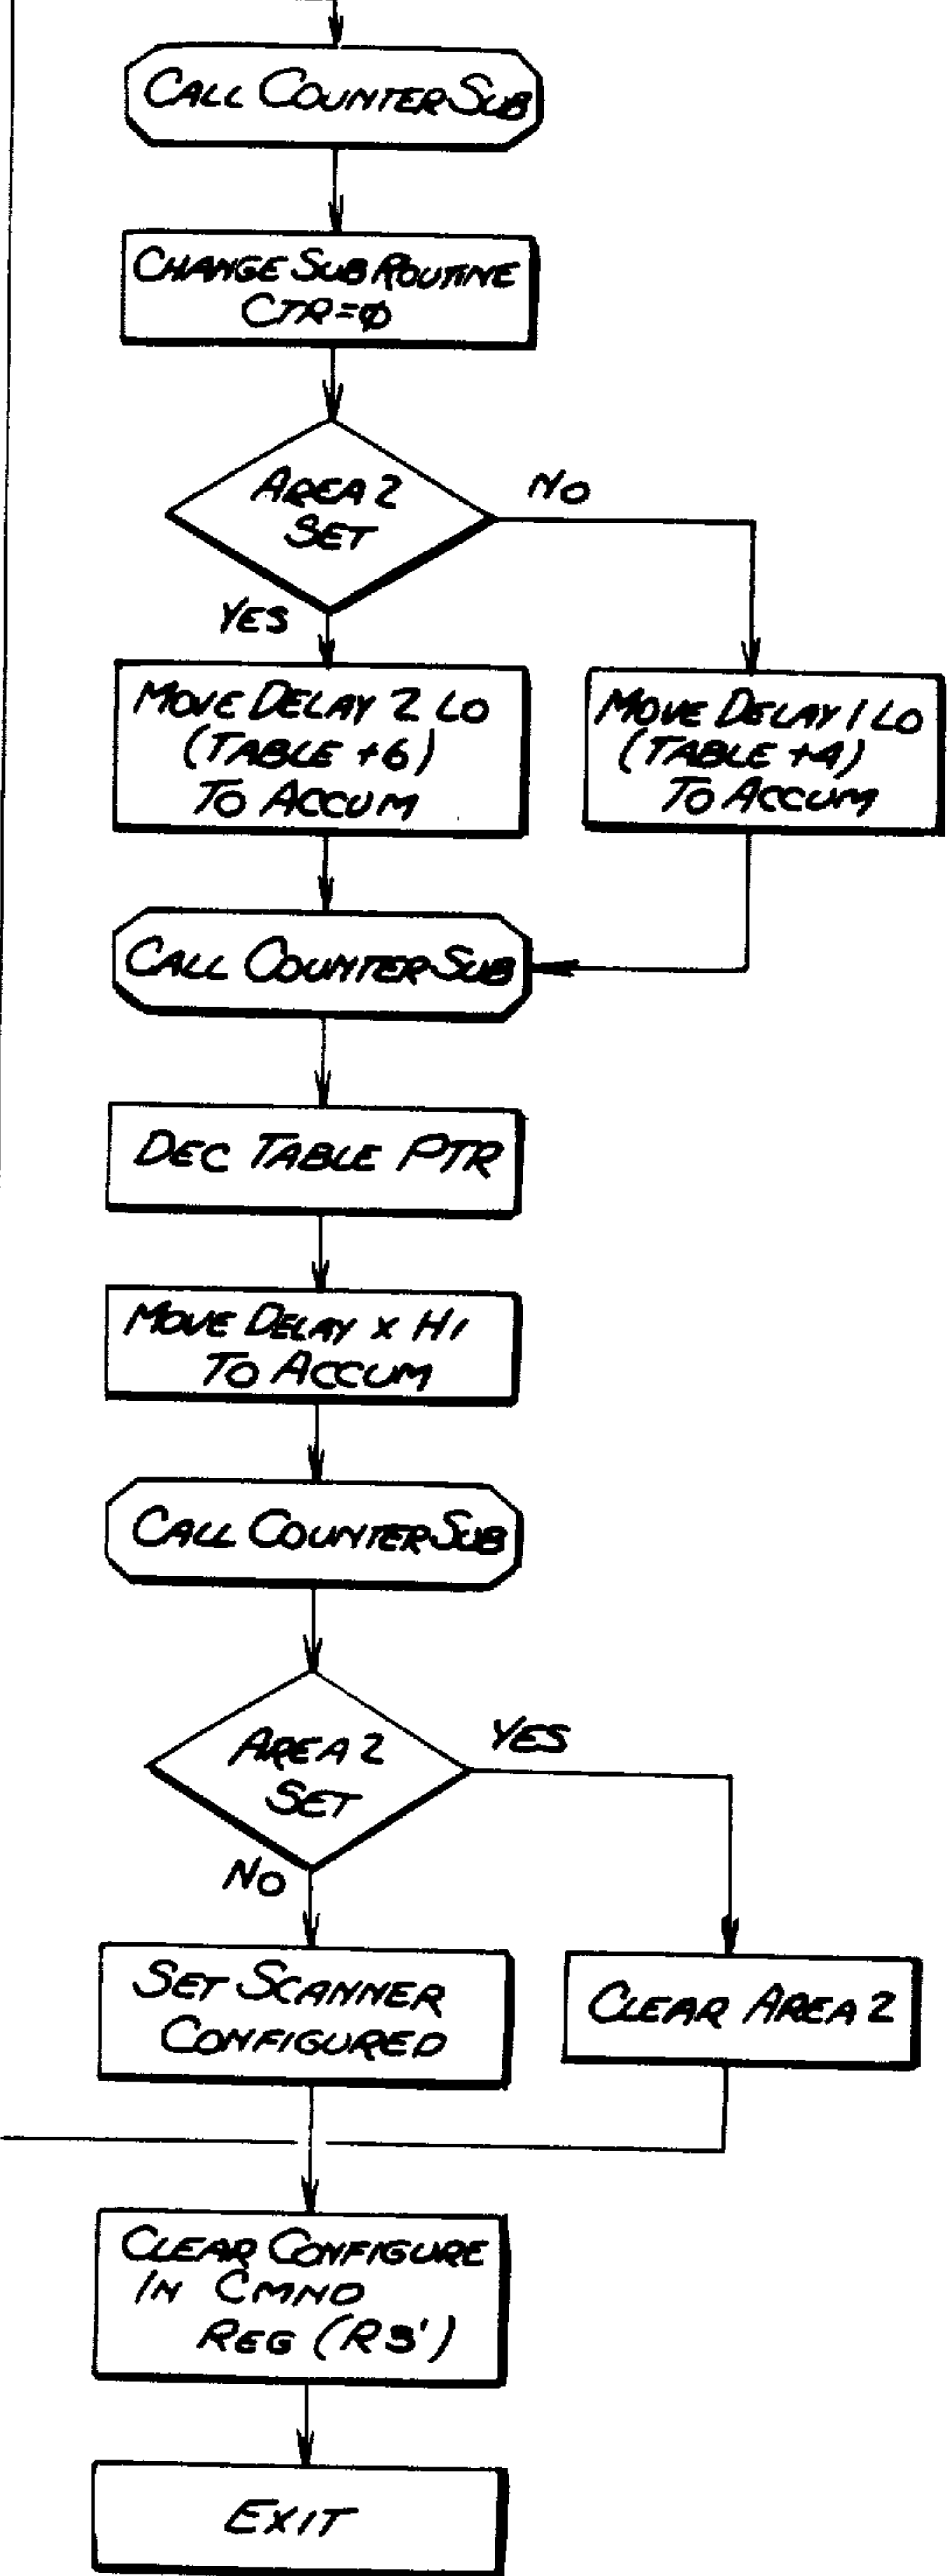 CALL COUNTER SUB
CHANGE SUBROUTINE
CTR=ϕ
AREA 2
SET
NO
YES
MOVE DELAY 2 LO
(TABLE +6)
TO ACCUM
MOVE DELAY 1 LO
(TABLE +4)
TO ACCUM
CALL COUNTER SUB
DEC TABLE PTR
MOVE DELAY X HI
TO ACCUM
CALL COUNTER SUB
AREA 2
SET
YES
NO
SET SCANNER
CONFIGURED
CLEAR AREA 2
CLEAR CONFIGURE
IN CMND
REG (R3')
EXIT